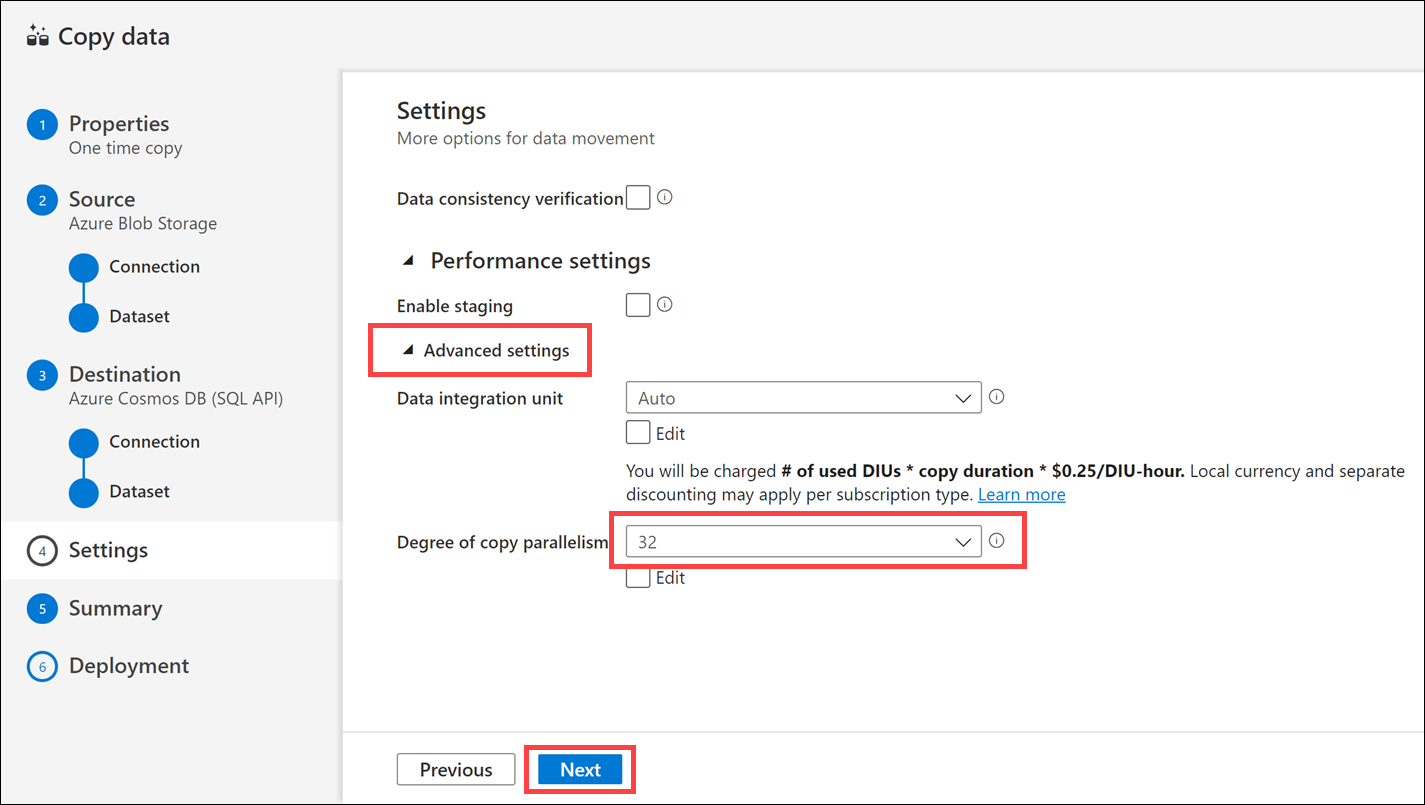 Copy data
1
Properties
One time copy
2
Source
Azure Blob Storage
Connection
Dataset
3
Destination
Azure Cosmos DB (SQL API)
Connection
Dataset
4
Settings
5
Summary
6
Deployment
Settings
More options for data movement
Data consistency verification
Performance settings
Enable staging
Advanced settings
Data integration unit
Auto
Edit
You will be charged # of used DIUs * copy duration * $0.25/DIU-hour. Local currency and separate
discounting may apply per subscription type. Learn more
Degree of copy parallelism
32
Edit
Previous
Next